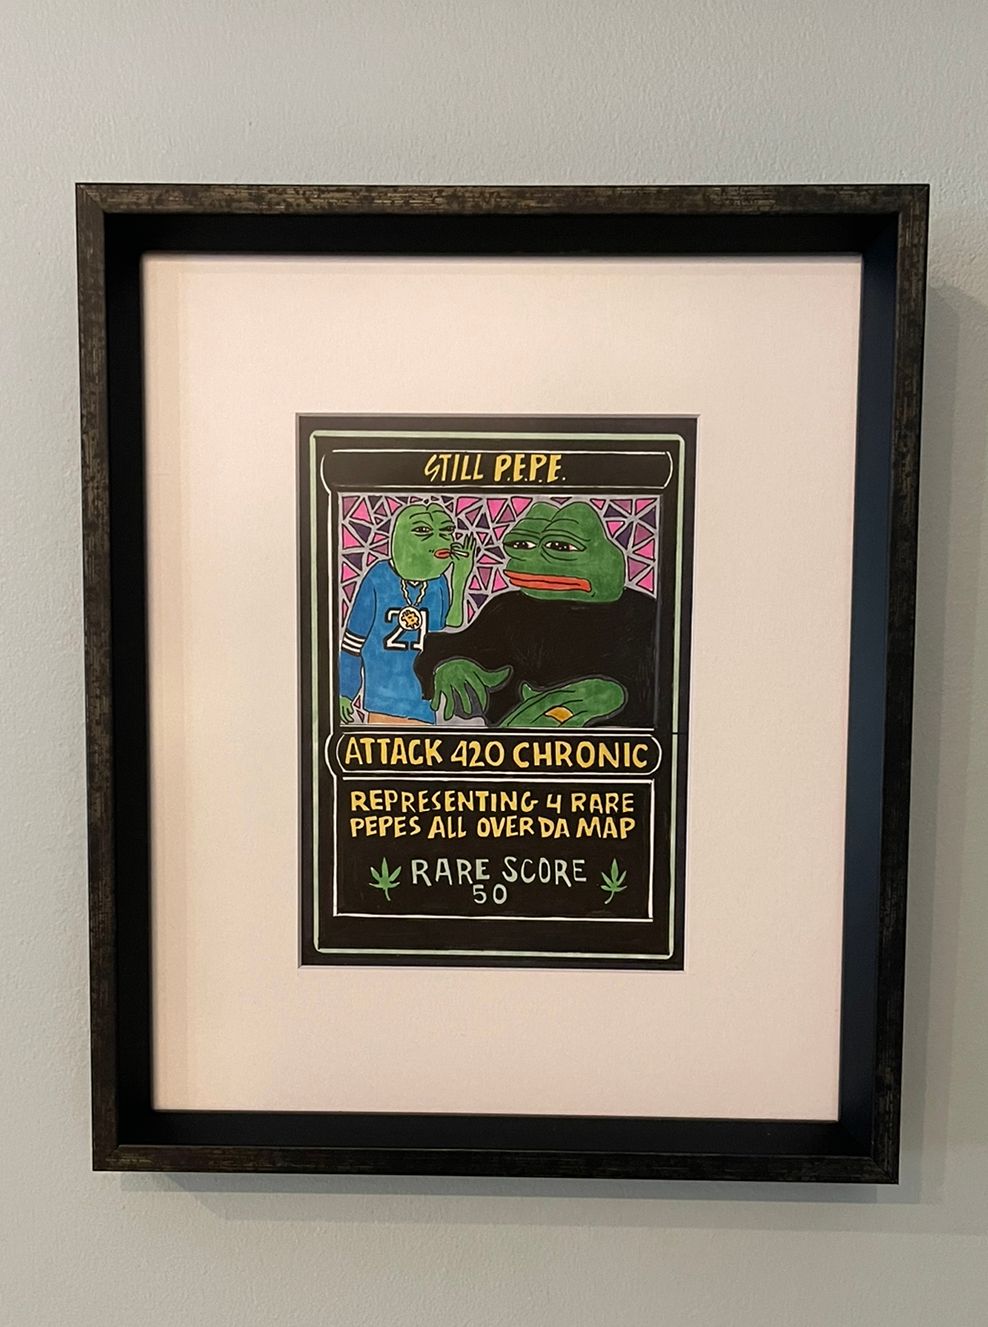 STILL P.E.P.E.
21
ATTACK 420 CHRONIC
REPRESENTING 4 RARE
PEPES ALL OVER DA MAP
RARE SCORE
50